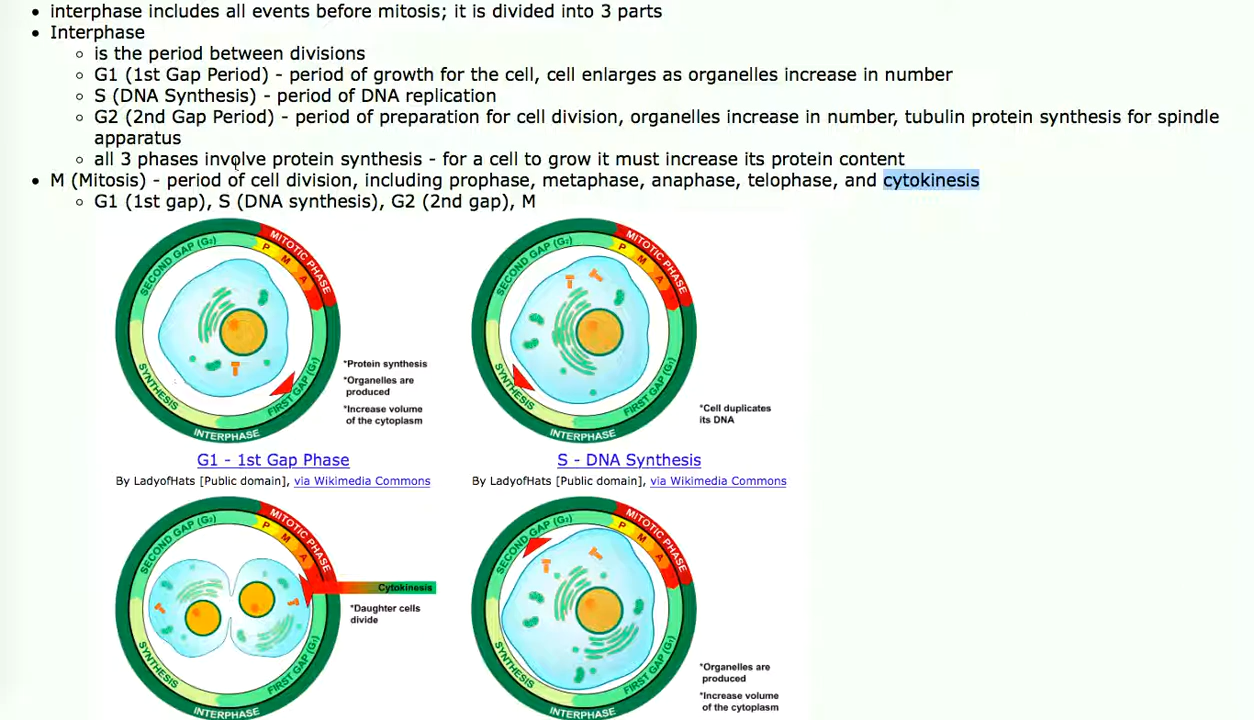 interphase includes all events before mitosis; it is divided into 3 parts
Interphase
is the period between divisions
G1 (1st Gap Period) - period of growth for the cell, cell enlarges as organelles increase in number
S (DNA Synthesis) - period of DNA replication
G2 (2nd Gap Period) - period of preparation for cell division, organelles increase in number, tubulin protein synthesis for spindle
apparatus
all 3 phases involve protein synthesis - for a cell to grow it must increase its protein content
M (Mitosis) - period of cell division, including prophase, metaphase, anaphase, telophase, and cytokinesis
G1 (1st gap), S (DNA synthesis), G2 (2nd gap), M
SECOND GAP (G2)
MITOTIC PHASE
P
M
A
SYNTHESIS
FIRST GAP (G1)
INTERPHASE
*Protein synthesis
*Organelles are
produced
*Increase volume
of the cytoplasm
SECOND GAP (G2)
MITOTIC PHASE
P
M
A
SYNTHESIS
FIRST GAP (G1)
INTERPHASE
*Cell duplicates
its DNA
G1 - 1st Gap Phase
By LadyofHats [Public domain], via Wikimedia Commons
S - DNA Synthesis
By LadyofHats [Public domain], via Wikimedia Commons
SECOND GAP (G2)
MITOTIC PHASE
P
M
A
SYNTHESIS
FIRST GAP (G1)
INTERPHASE
Cytokinesis
*Daughter cells
divide
SECOND GAP (G2)
MITOTIC PHASE
P
M
A
SYNTHESIS
FIRST GAP (G1)
INTERPHASE
*Organelles are
produced
*Increase volume
of the cytoplasm